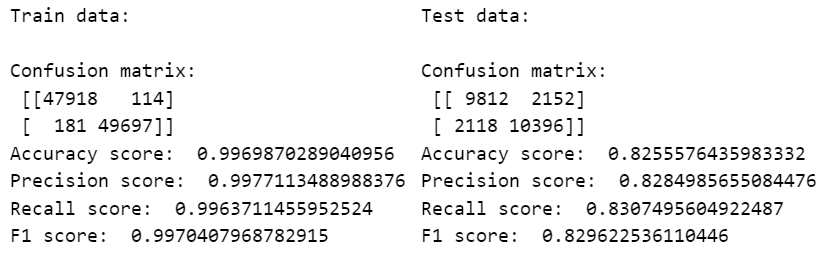 Train data:
Confusion matrix:
[[47918   114]
[  181 49697]]
Accuracy score:  0.9969870289040956
Precision score:  0.9977113488988376
Recall score:  0.9963711455952524
F1 score:  0.9970407968782915
Test data:
Confusion matrix:
[[ 9812  2152]
[ 2118 10396]]
Accuracy score:  0.8255576435983332
Precision score:  0.8284985655084476
Recall score:  0.8307495604922487
F1 score:  0.829622536110446